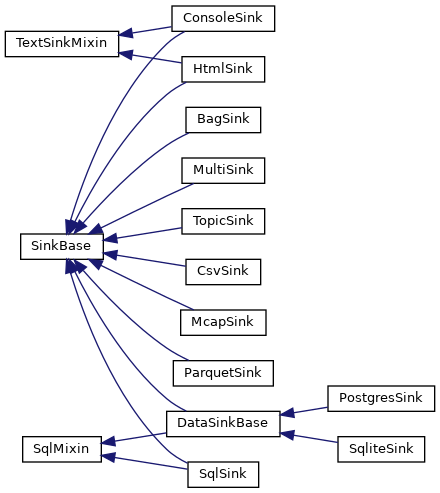 ConsoleSink
TextSinkMixin
HtmlSink
BagSink
MultiSink
TopicSink
SinkBase
CsvSink
McapSink
ParquetSink
PostgresSink
DataSinkBase
SqlMixin
SqliteSink
SqlSink